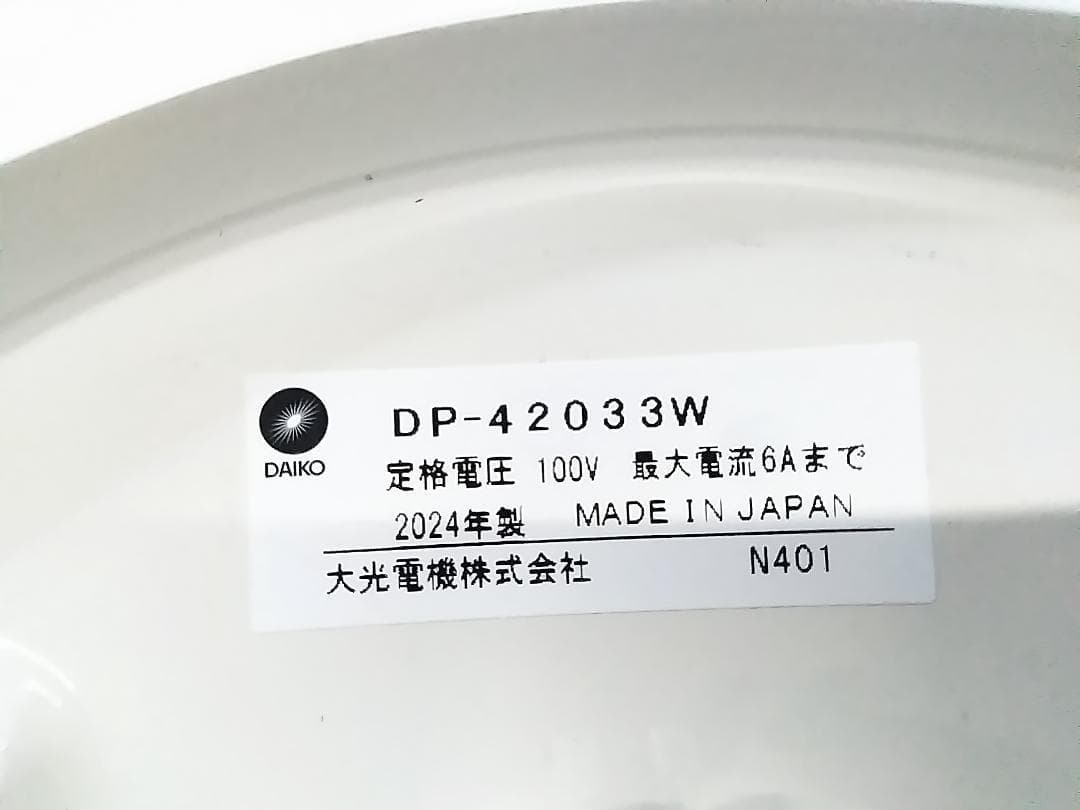 DAIKO
DP-42033W
定格電圧 100V 最大電流6Aまで
2024年製 MADE IN JAPAN
大光電機株式会社 N401